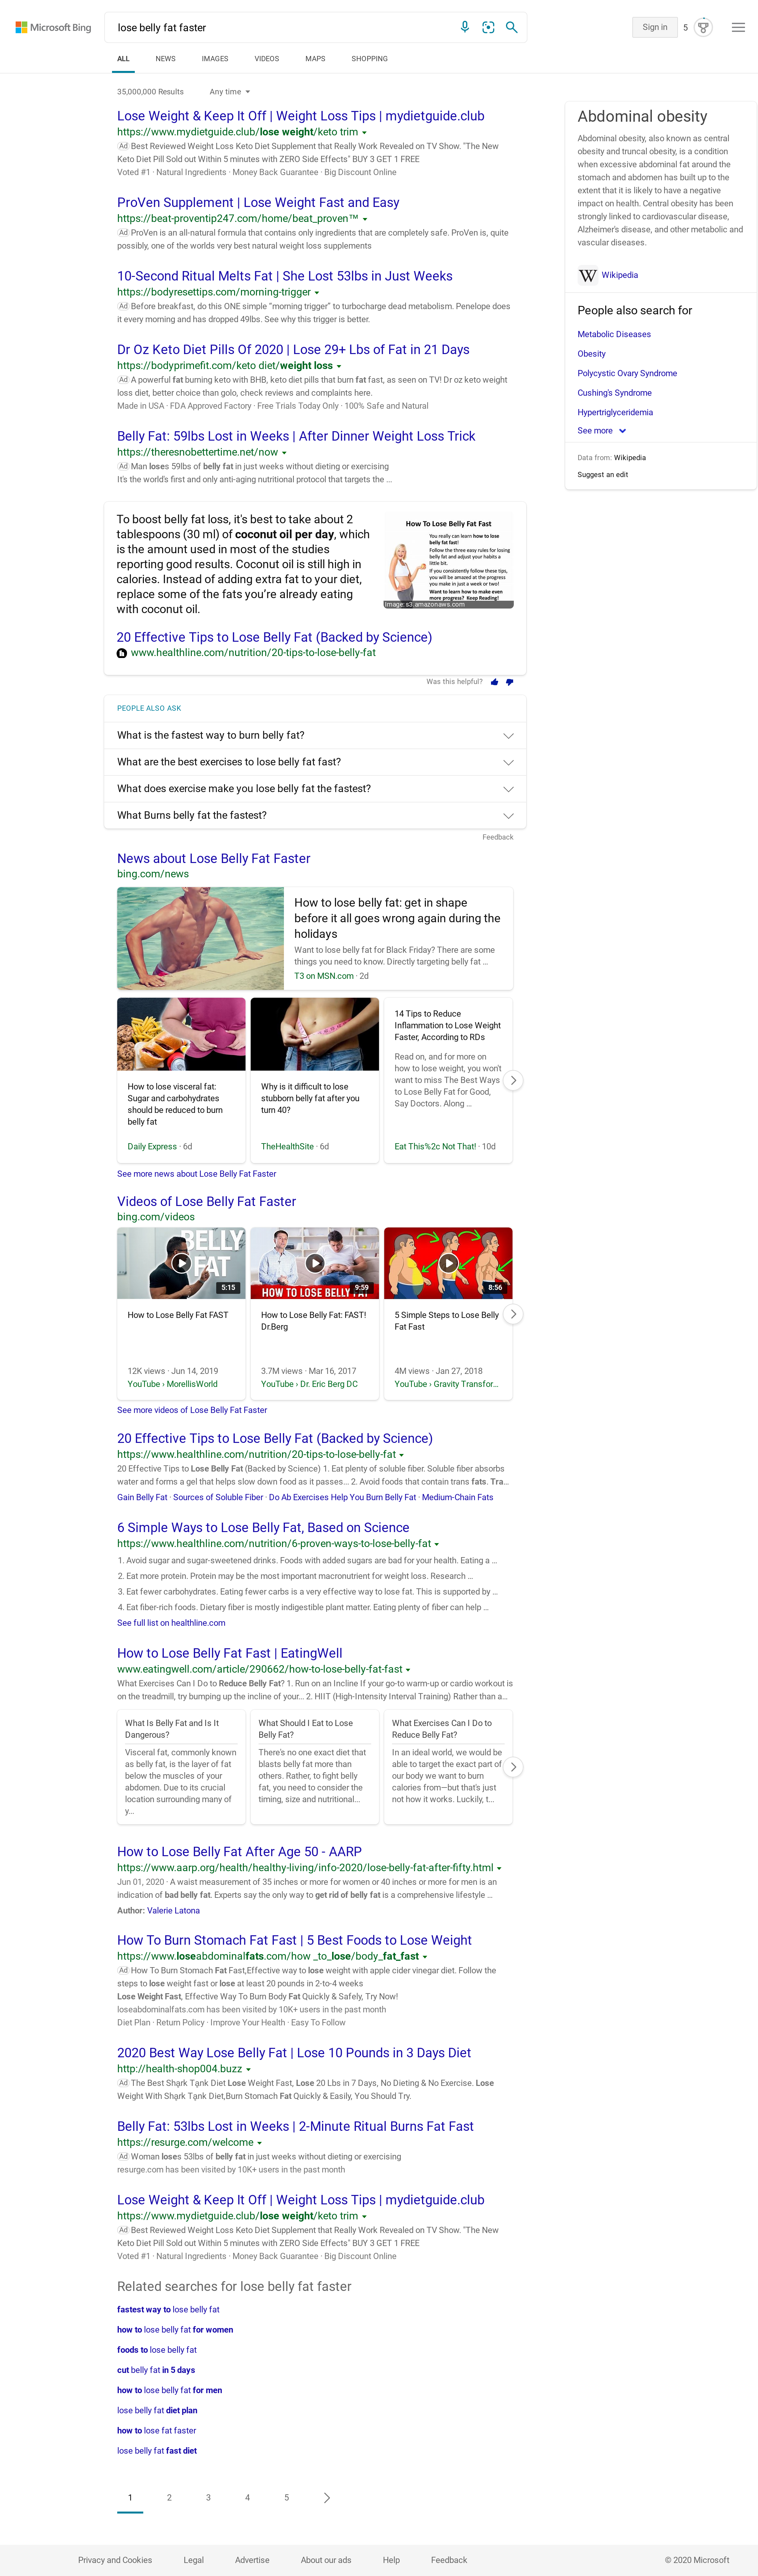 Microsoft Bing
lose belly fat faster
Sign in
5
ALL
NEWS
IMAGES
VIDEOS
MAPS
SHOPPING
35,000,000 Results
Any time
Lose Weight & Keep It Off | Weight Loss Tips | mydietguide.club
https://www.mydietguide.club/lose weight/keto trim
Ad Best Reviewed Weight Loss Keto Diet Supplement that Really Work Revealed on TV Show. "The New
Keto Diet Pill Sold out Within 5 minutes with ZERO Side Effects" BUY 3 GET 1 FREE
Voted #1 · Natural Ingredients · Money Back Guarantee · Big Discount Online
ProVen Supplement | Lose Weight Fast and Easy
https://beat-proventip247.com/home/beat_proven™
Ad ProVen is an all-natural formula that contains only ingredients that are completely safe. ProVen is, quite
possibly, one of the worlds very best natural weight loss supplements
10-Second Ritual Melts Fat | She Lost 53lbs in Just Weeks
https://bodyresettips.com/morning-trigger
Ad Before breakfast, do this ONE simple "morning trigger" to turbocharge dead metabolism. Penelope does
it every morning and has dropped 49lbs. See why this trigger is better.
Dr Oz Keto Diet Pills Of 2020 | Lose 29+ Lbs of Fat in 21 Days
https://bodyprimefit.com/keto diet/weight loss
Ad A powerful fat burning keto with BHB, keto diet pills that burn fat fast, as seen on TV! Dr oz keto weight
loss diet, better choice than golo, check reviews and complaints here.
Made in USA · FDA Approved Factory · Free Trials Today Only · 100% Safe and Natural
Belly Fat: 59lbs Lost in Weeks | After Dinner Weight Loss Trick
https://theresnobettertime.net/now
Ad Man loses 59lbs of belly fat in just weeks without dieting or exercising
It's the world's first and only anti-aging nutritional protocol that targets the ...
To boost belly fat loss, it's best to take about 2
tablespoons (30 ml) of coconut oil per day, which
is the amount used in most of the studies
reporting good results. Coconut oil is still high in
calories. Instead of adding extra fat to your diet,
replace some of the fats you're already eating
with coconut oil.
How To Lose Belly Fat Fast
You really can learn how to lose
belly fat fast!
Follow the three easy rules for losing
belly fat and adjust your habits a
little bit.
If you consistently follow these tips,
you will be amazed at the progress
you make in just a week or two!
Want to learn how to make even
more progress? Keep Reading!
Image: s3.amazonaws.com
20 Effective Tips to Lose Belly Fat (Backed by Science)
www.healthline.com/nutrition/20-tips-to-lose-belly-fat
Was this helpful?
PEOPLE ALSO ASK
What is the fastest way to burn belly fat?
What are the best exercises to lose belly fat fast?
What does exercise make you lose belly fat the fastest?
What Burns belly fat the fastest?
Feedback
News about Lose Belly Fat Faster
bing.com/news
How to lose belly fat: get in shape
before it all goes wrong again during the
holidays
Want to lose belly fat for Black Friday? There are some
things you need to know. Directly targeting belly fat ...
T3 on MSN.com · 2d
How to lose visceral fat:
Sugar and carbohydrates
should be reduced to burn
belly fat
Daily Express · 6d
Why is it difficult to lose
stubborn belly fat after you
turn 40?
TheHealthSite · 6d
14 Tips to Reduce
Inflammation to Lose Weight
Faster, According to RDs
Read on, and for more on
how to lose weight, you won't
want to miss The Best Ways
to Lose Belly Fat for Good,
Say Doctors. Along ...
Eat This%2c Not That! · 10d
See more news about Lose Belly Fat Faster
Videos of Lose Belly Fat Faster
bing.com/videos
BELLY
FAT
5:15
How to Lose Belly Fat FAST
12K views · Jun 14, 2019
YouTube › MorellisWorld
HOW TO LOSE BELLY FAT
9:59
How to Lose Belly Fat: FAST!
Dr.Berg
3.7M views · Mar 16, 2017
YouTube › Dr. Eric Berg DC
8:56
5 Simple Steps to Lose Belly
Fat Fast
4M views · Jan 27, 2018
YouTube › Gravity Transfor...
See more videos of Lose Belly Fat Faster
20 Effective Tips to Lose Belly Fat (Backed by Science)
https://www.healthline.com/nutrition/20-tips-to-lose-belly-fat
20 Effective Tips to Lose Belly Fat (Backed by Science) 1. Eat plenty of soluble fiber. Soluble fiber absorbs
water and forms a gel that helps slow down food as it passes... 2. Avoid foods that contain trans fats. Tra...
Gain Belly Fat · Sources of Soluble Fiber · Do Ab Exercises Help You Burn Belly Fat · Medium-Chain Fats
6 Simple Ways to Lose Belly Fat, Based on Science
https://www.healthline.com/nutrition/6-proven-ways-to-lose-belly-fat
1. Avoid sugar and sugar-sweetened drinks. Foods with added sugars are bad for your health. Eating a ...
2. Eat more protein. Protein may be the most important macronutrient for weight loss. Research ...
3. Eat fewer carbohydrates. Eating fewer carbs is a very effective way to lose fat. This is supported by ...
4. Eat fiber-rich foods. Dietary fiber is mostly indigestible plant matter. Eating plenty of fiber can help ...
See full list on healthline.com
How to Lose Belly Fat Fast | EatingWell
www.eatingwell.com/article/290662/how-to-lose-belly-fat-fast
What Exercises Can I Do to Reduce Belly Fat? 1. Run on an Incline If your go-to warm-up or cardio workout is
on the treadmill, try bumping up the incline of your... 2. HIIT (High-Intensity Interval Training) Rather than a...
What Is Belly Fat and Is It
Dangerous?
Visceral fat, commonly known
as belly fat, is the layer of fat
below the muscles of your
abdomen. Due to its crucial
location surrounding many of
y...
What Should I Eat to Lose
Belly Fat?
There's no one exact diet that
blasts belly fat more than
others. Rather, to fight belly
fat, you need to consider the
timing, size and nutritional...
What Exercises Can I Do to
Reduce Belly Fat?
In an ideal world, we would be
able to target the exact part of
our body we want to burn
calories from—but that's just
not how it works. Luckily, t...
How to Lose Belly Fat After Age 50 - AARP
https://www.aarp.org/health/healthy-living/info-2020/lose-belly-fat-after-fifty.html
Jun 01, 2020 · A waist measurement of 35 inches or more for women or 40 inches or more for men is an
indication of bad belly fat. Experts say the only way to get rid of belly fat is a comprehensive lifestyle ...
Author: Valerie Latona
How To Burn Stomach Fat Fast | 5 Best Foods to Lose Weight
https://www.loseabdominalfats.com/how _to_lose/body_fat_fast
Ad How To Burn Stomach Fat Fast,Effective way to lose weight with apple cider vinegar diet. Follow the
steps to lose weight fast or lose at least 20 pounds in 2-to-4 weeks
Lose Weight Fast, Effective Way To Burn Body Fat Quickly & Safely, Try Now!
loseabdominalfats.com has been visited by 10K+ users in the past month
Diet Plan · Return Policy · Improve Your Health · Easy To Follow
2020 Best Way Lose Belly Fat | Lose 10 Pounds in 3 Days Diet
http://health-shop004.buzz
Ad The Best Shąrk Tąnk Diet Lose Weight Fast, Lose 20 Lbs in 7 Days, No Dieting & No Exercise. Lose
Weight With Shąrk Tąnk Diet,Burn Stomach Fat Quickly & Easily, You Should Try.
Belly Fat: 53lbs Lost in Weeks | 2-Minute Ritual Burns Fat Fast
https://resurge.com/welcome
Ad Woman loses 53lbs of belly fat in just weeks without dieting or exercising
resurge.com has been visited by 10K+ users in the past month
Lose Weight & Keep It Off | Weight Loss Tips | mydietguide.club
https://www.mydietguide.club/lose weight/keto trim
Ad Best Reviewed Weight Loss Keto Diet Supplement that Really Work Revealed on TV Show. "The New
Keto Diet Pill Sold out Within 5 minutes with ZERO Side Effects" BUY 3 GET 1 FREE
Voted #1 · Natural Ingredients · Money Back Guarantee · Big Discount Online
Related searches for lose belly fat faster
fastest way to lose belly fat
how to lose belly fat for women
foods to lose belly fat
cut belly fat in 5 days
how to lose belly fat for men
lose belly fat diet plan
how to lose fat faster
lose belly fat fast diet
1
2
3
4
5
Abdominal obesity
Abdominal obesity, also known as central
obesity and truncal obesity, is a condition
when excessive abdominal fat around the
stomach and abdomen has built up to the
extent that it is likely to have a negative
impact on health. Central obesity has been
strongly linked to cardiovascular disease,
Alzheimer's disease, and other metabolic and
vascular diseases.
W Wikipedia
People also search for
Metabolic Diseases
Obesity
Polycystic Ovary Syndrome
Cushing's Syndrome
Hypertriglyceridemia
See more
Data from: Wikipedia
Suggest an edit
Privacy and Cookies
Legal
Advertise
About our ads
Help
Feedback
© 2020 Microsoft